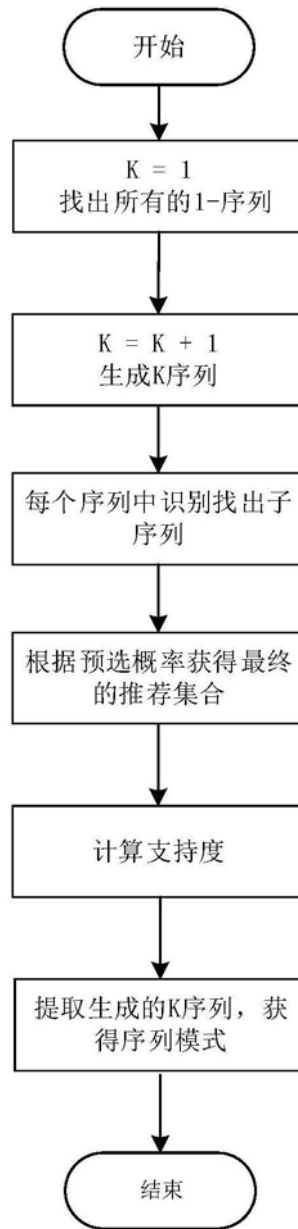 开始
K = 1
找出所有的1-序列
K = K + 1
生成K序列
每个序列中识别找出子
序列
根据预选概率获得最终
的推荐集合
计算支持度
提取生成的K序列，获
得序列模式
结束